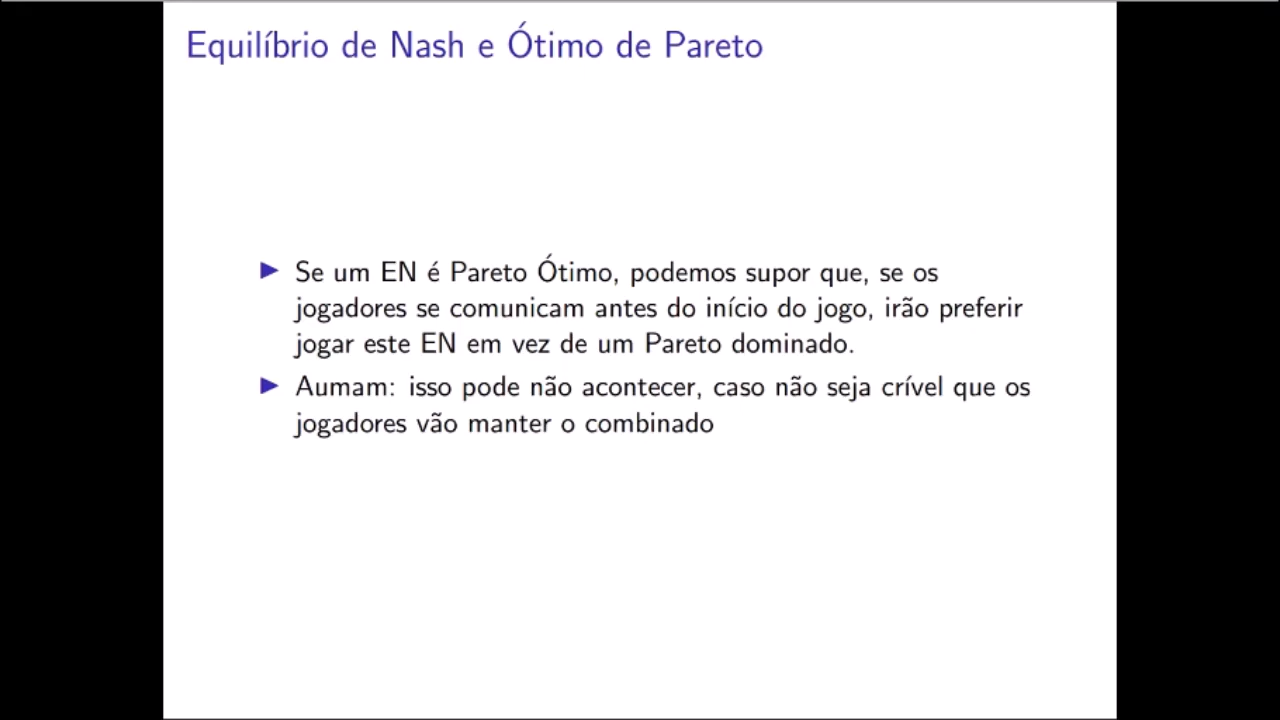 Equilíbrio de Nash e Ótimo de Pareto
▶ Se um EN é Pareto Ótimo, podemos supor que, se os
jogadores se comunicam antes do início do jogo, irão preferir
jogar este EN em vez de um Pareto dominado.
▶ Aumam: isso pode não acontecer, caso não seja crível que os
jogadores vão manter o combinado